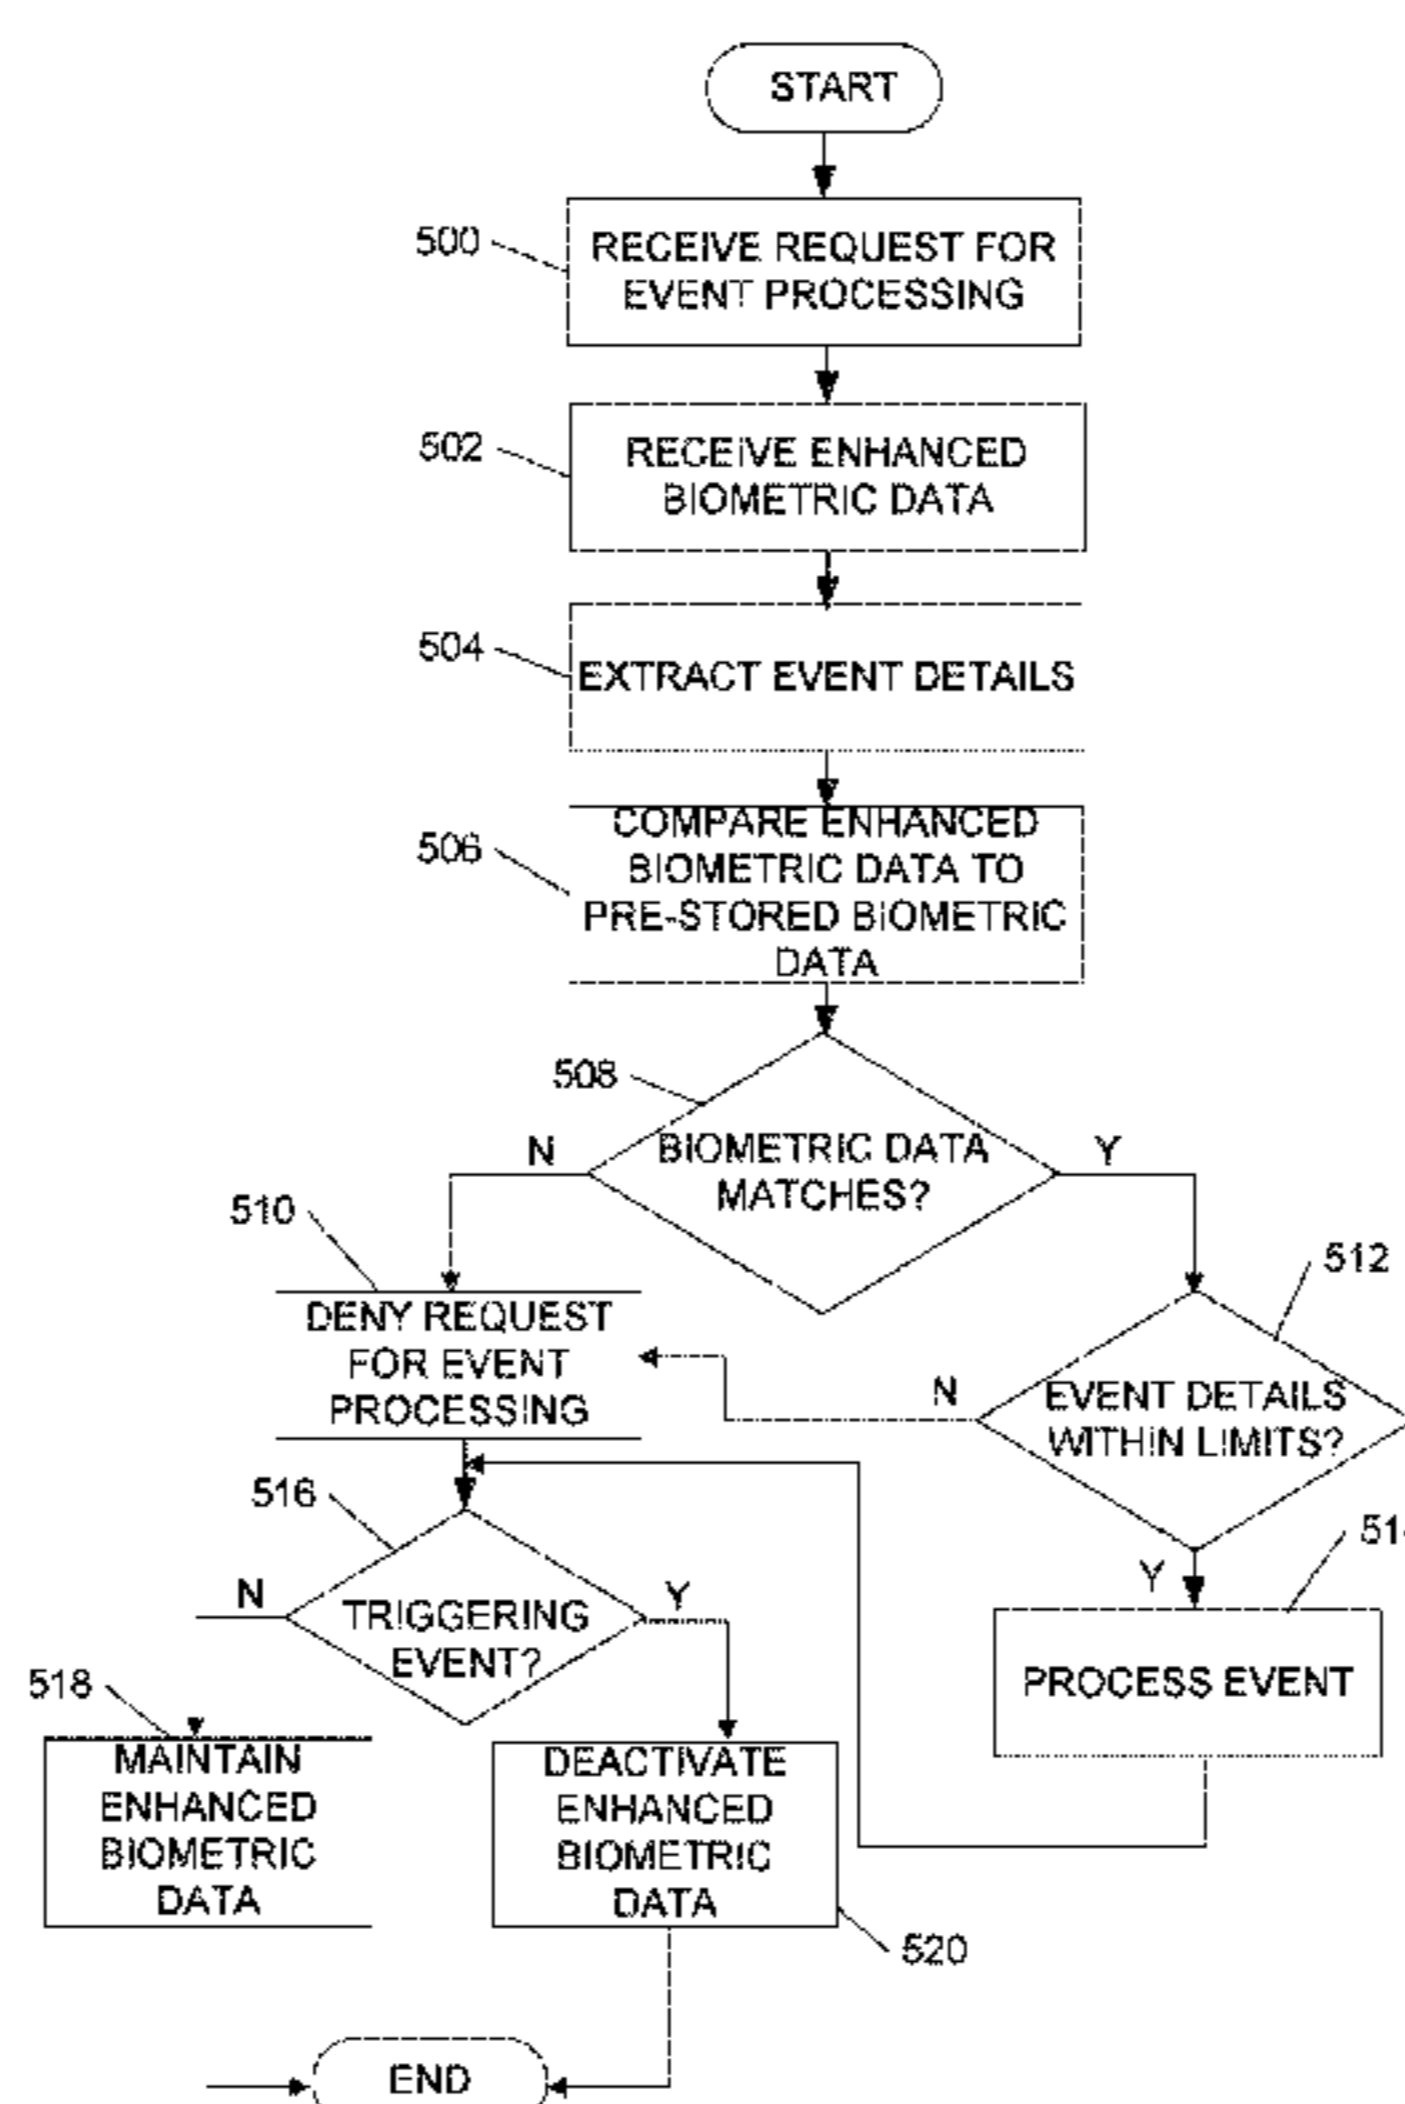 START
500
RECEIVE REQUEST FOR
EVENT PROCESSING
502
RECEIVE ENHANCED
BIOMETRIC DATA
504
EXTRACT EVENT DETAILS
506
COMPARE ENHANCED
BIOMETRIC DATA TO
PRE-STORED BIOMETRIC
DATA
508
BIOMETRIC DATA
MATCHES?
N
Y
510
DENY REQUEST
FOR EVENT
PROCESSING
512
EVENT DETAILS
WITHIN LIMITS?
N
Y
516
TRIGGERING
EVENT?
N
Y
PROCESS EVENT
518
MAINTAIN
ENHANCED
BIOMETRIC
DATA
DEACTIVATE
ENHANCED
BIOMETRIC
DATA
520
END